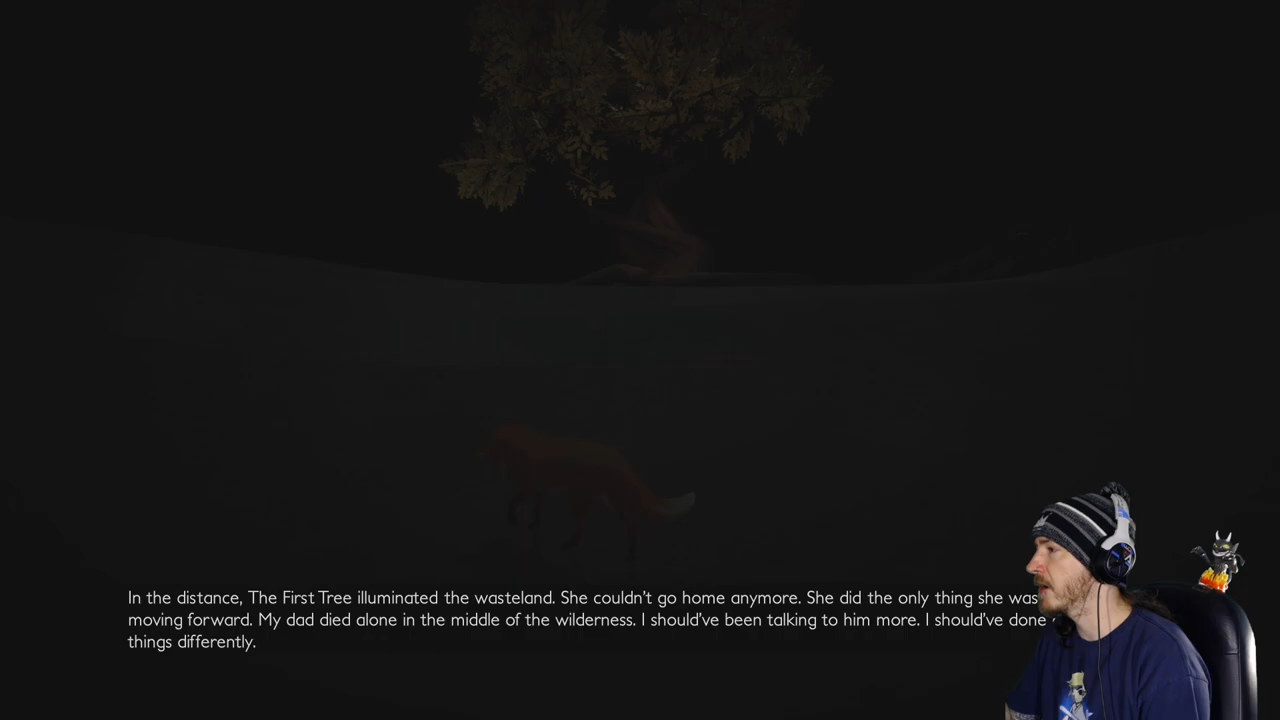 In the distance, The First Tree illuminated the wasteland. She couldn't go home anymore. She did the only thing she was
moving forward. My dad died alone in the middle of the wilderness. I should've been talking to him more. I should've done
things differently.